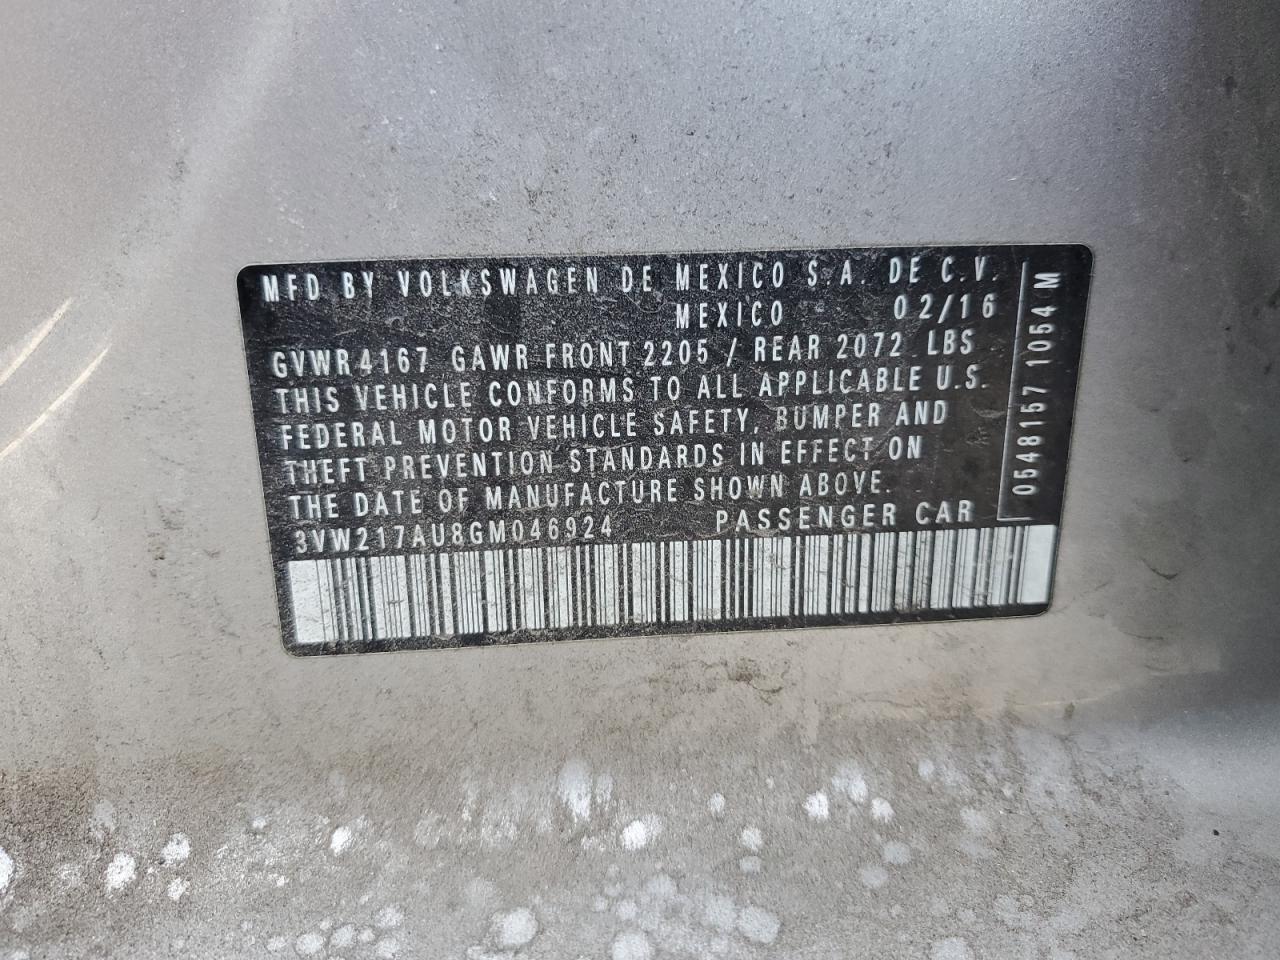 MFD BY VOLKSWAGEN DE MEXICO S.A. DE C.V.
MEXICO 02/16
GVWR 4167 GAWR FRONT 2205 / REAR 2072 LBS
THIS VEHICLE CONFORMS TO ALL APPLICABLE U.S.
FEDERAL MOTOR VEHICLE SAFETY, BUMPER AND
THEFT PREVENTION STANDARDS IN EFFECT ON
THE DATE OF MANUFACTURE SHOWN ABOVE.
3VW217AU8GM046924 PASSENGER CAR
0548157 1054 M